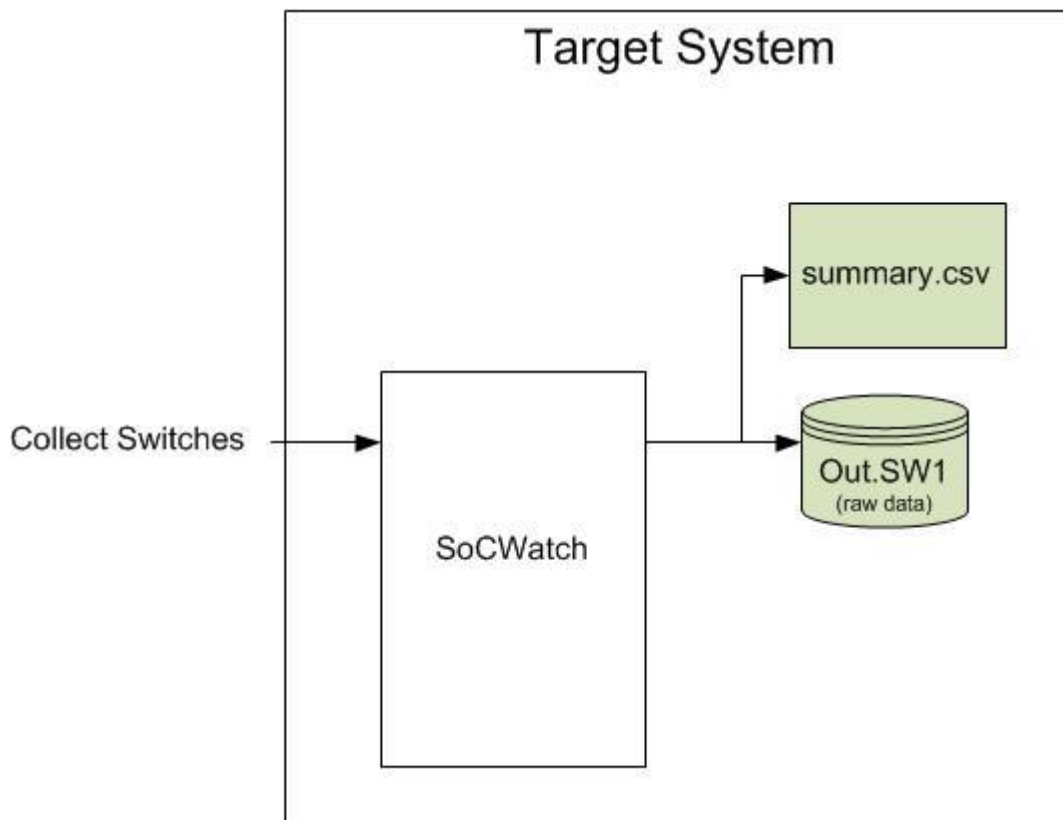 Target System
summary.csv
Collect Switches
Out.SW1
(raw data)
SoCWatch